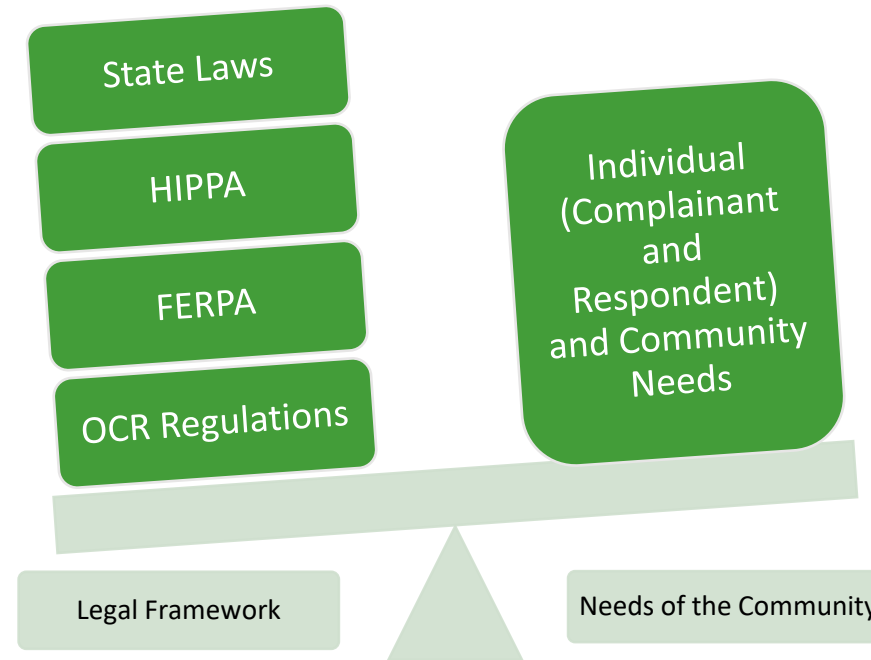 State Laws
HIPPA
FERPA
OCR Regulations
Individual
(Complainant
and
Respondent)
and Community
Needs
Legal Framework
Needs of the Community